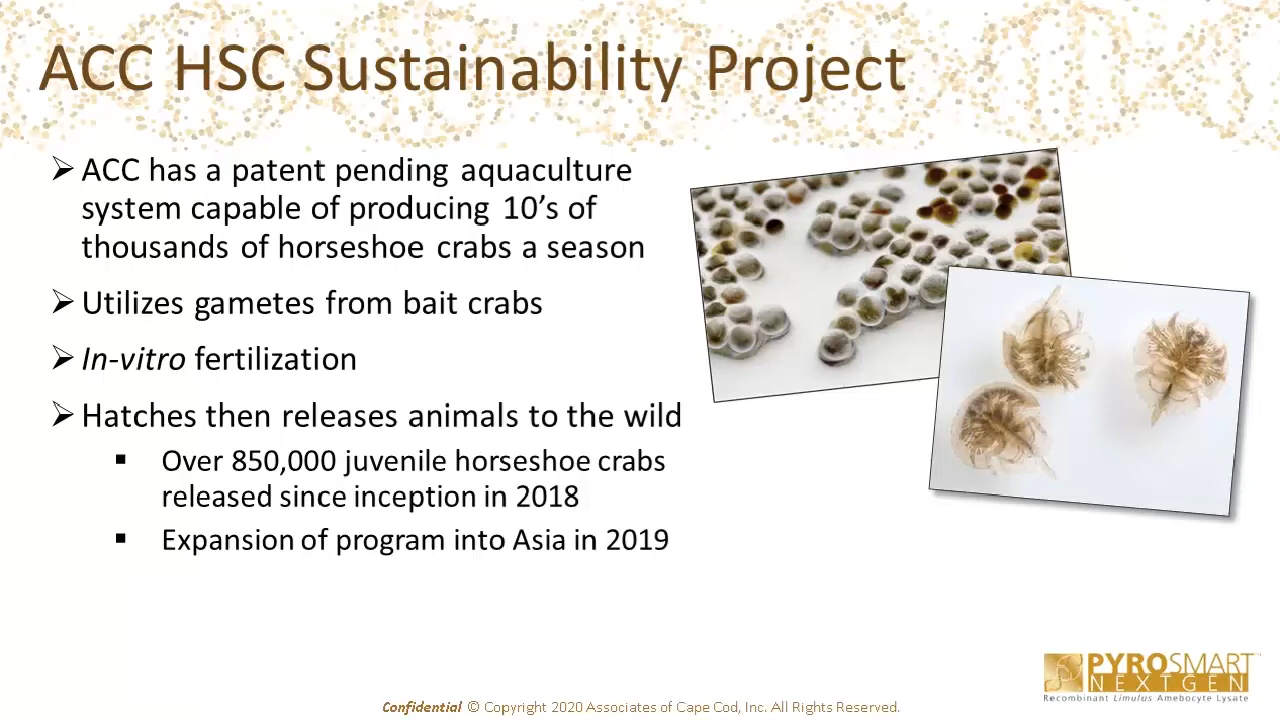 ACC HSC Sustainability Project
➢ ACC has a patent pending aquaculture
system capable of producing 10’s of
thousands of horseshoe crabs a season
➢ Utilizes gametes from bait crabs
➢ In-vitro fertilization
➢ Hatches then releases animals to the wild
▪ Over 850,000 juvenile horseshoe crabs
released since inception in 2018
▪ Expansion of program into Asia in 2019
PYROSMART™
NEXTGEN
Recombinant Limulus Amebocyte Lysate
Confidential © Copyright 2020 Associates of Cape Cod, Inc. All Rights Reserved.